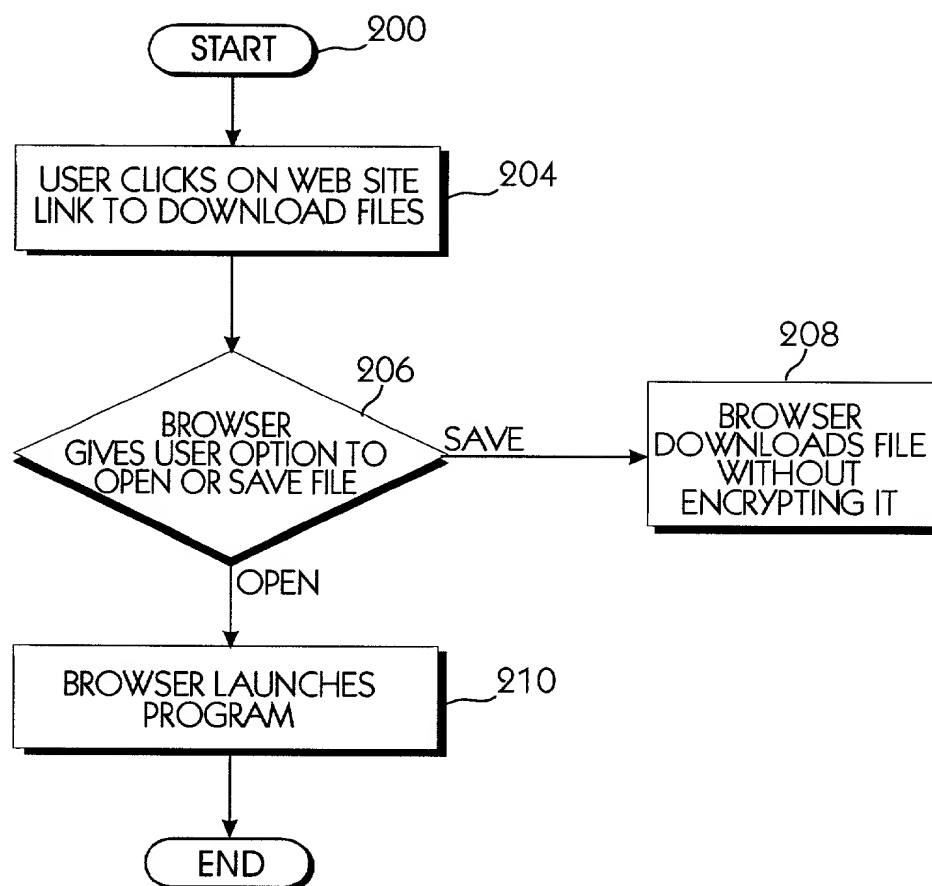 START
200
USER CLICKS ON WEB SITE
LINK TO DOWNLOAD FILES
204
206
BROWSER
GIVES USER OPTION TO
OPEN OR SAVE FILE
SAVE
208
BROWSER
DOWNLOADS FILE
WITHOUT
ENCRYPTING IT
OPEN
BROWSER LAUNCHES
PROGRAM
210
END